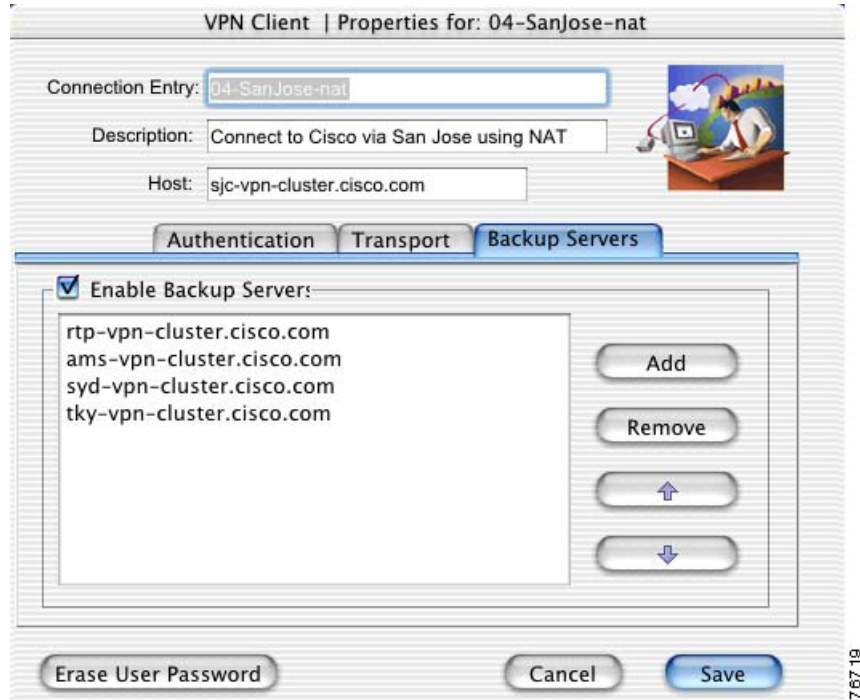 VPN Client | Properties for: 04-SanJose-nat
Connection Entry: 04-SanJose-nat
Description: Connect to Cisco via San Jose using NAT
Host: sjc-vpn-cluster.cisco.com
Authentication Transport Backup Servers
Enable Backup Servers
rtp-vpn-cluster.cisco.com
ams-vpn-cluster.cisco.com
syd-vpn-cluster.cisco.com
tky-vpn-cluster.cisco.com
Add
Remove
Erase User Password Cancel Save
76719